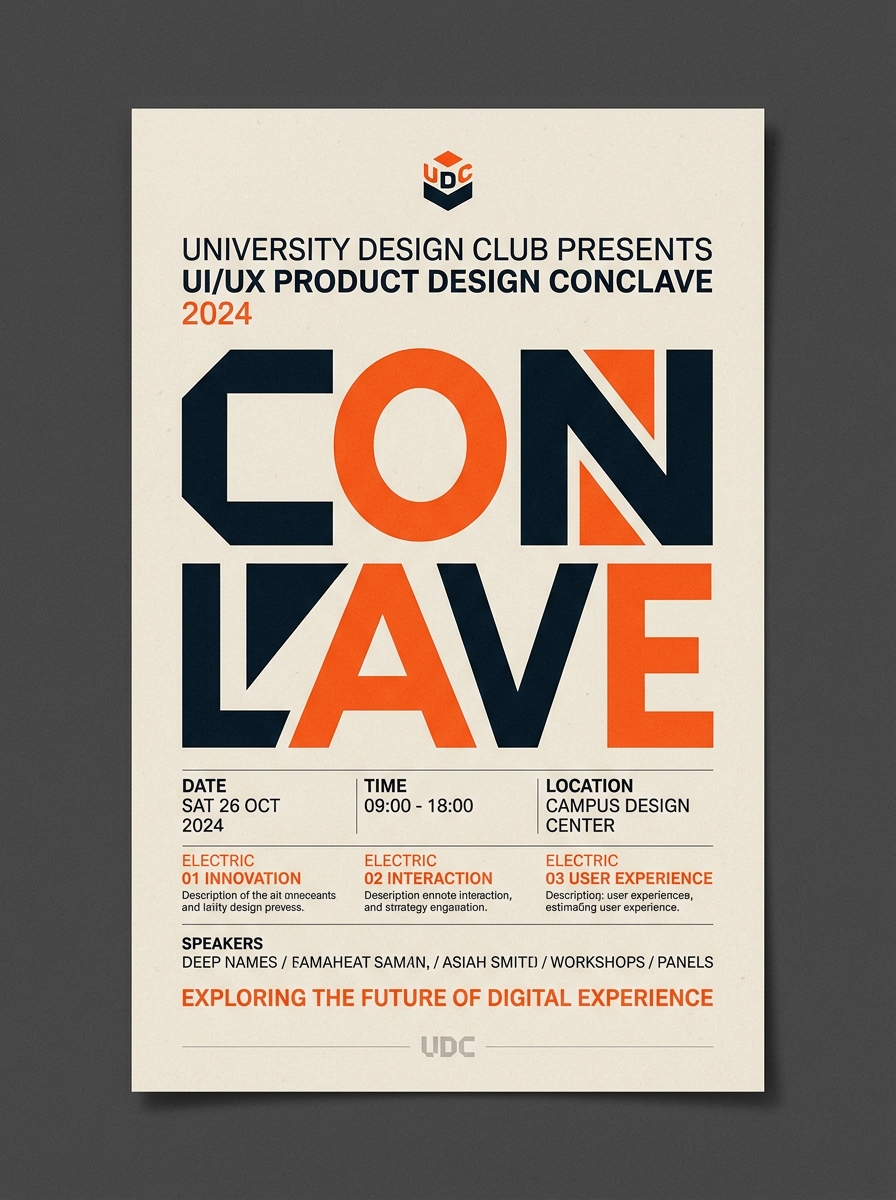 UDC
UNIVERSITY DESIGN CLUB PRESENTS
UI/UX PRODUCT DESIGN CONCLAVE
2024
CON
LAVE
DATE
SAT 26 OCT
2024
TIME
09:00 - 18:00
LOCATION
CAMPUS DESIGN
CENTER
ELECTRIC
01 INNOVATION
Description of the
and design
ELECTRIC
02 INTERACTION
interaction,
and strategy
ELECTRIC
03 USER EXPERIENCE
user
user experience.
SPEAKERS
DEEP NAMES / / ASIAH / WORKSHOPS / PANELS
EXPLORING THE FUTURE OF DIGITAL EXPERIENCE
UDC